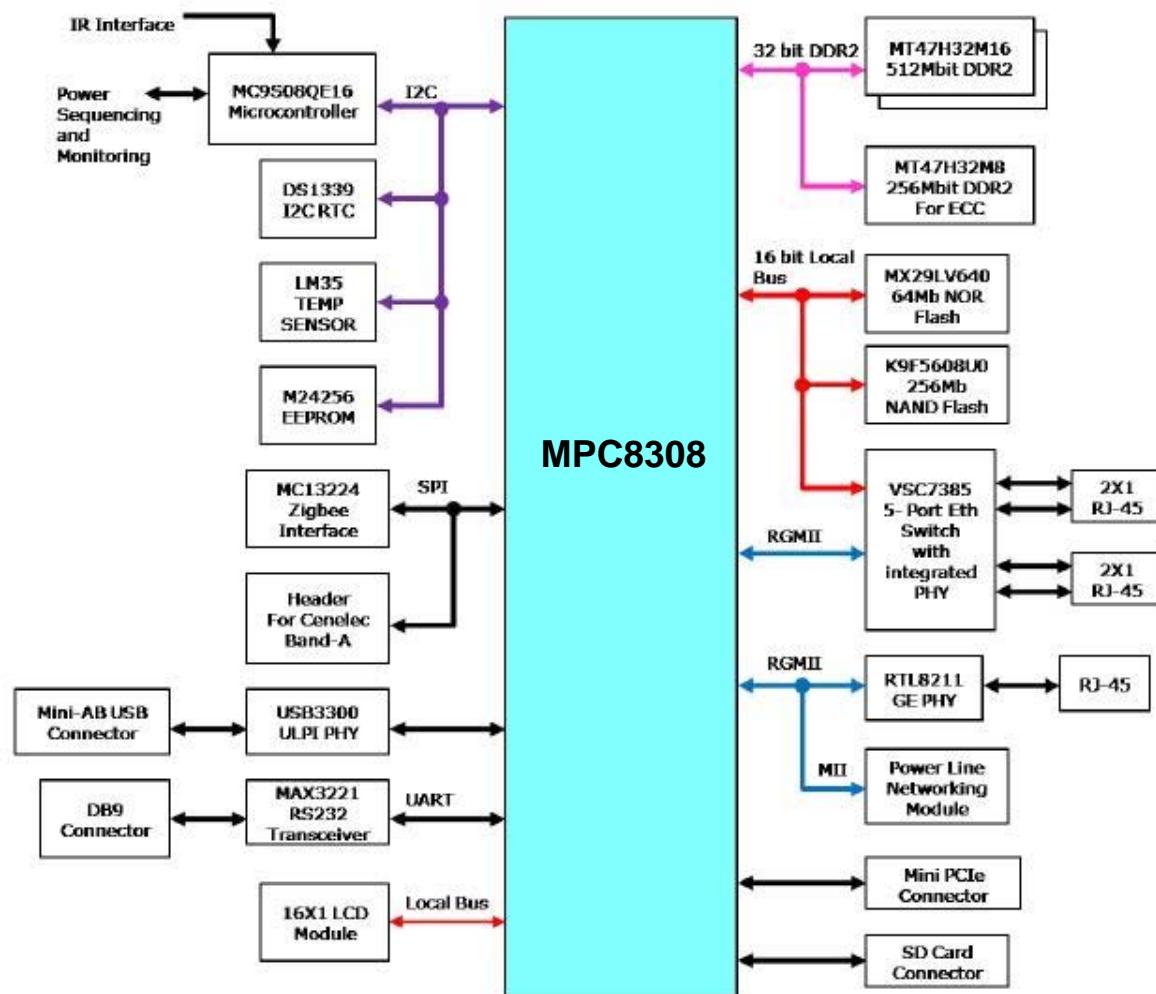 IR Interface
MC9S08QE16
Microcontroller
Power
Sequencing
and
Monitoring
I2C
DS1339
I2C RTC
LM35
TEMP
SENSOR
M24256
EEPROM
MC13224
Zigbee
Interface
SPI
Header
For Cenelec
Band-A
Mini-AB USB
Connector
USB3300
ULPI PHY
DB9
Connector
MAX3221
RS232
Transceiver
UART
16X1 LCD
Module
Local Bus
MPC8308
32 bit DDR2
MT47H32M16
512Mbit DDR2
MT47H32M8
256Mbit DDR2
For ECC
16 bit Local
Bus
MX29LV640
64Mb NOR
Flash
K9F5608U0
256Mb
NAND Flash
VSC7385
5- Port Eth
Switch
with
integrated
PHY
2X1
RJ-45
2X1
RJ-45
RGMII
RGMII
RTL8211
GE PHY
RJ-45
MII
Power Line
Networking
Module
Mini PCIe
Connector
SD Card
Connector